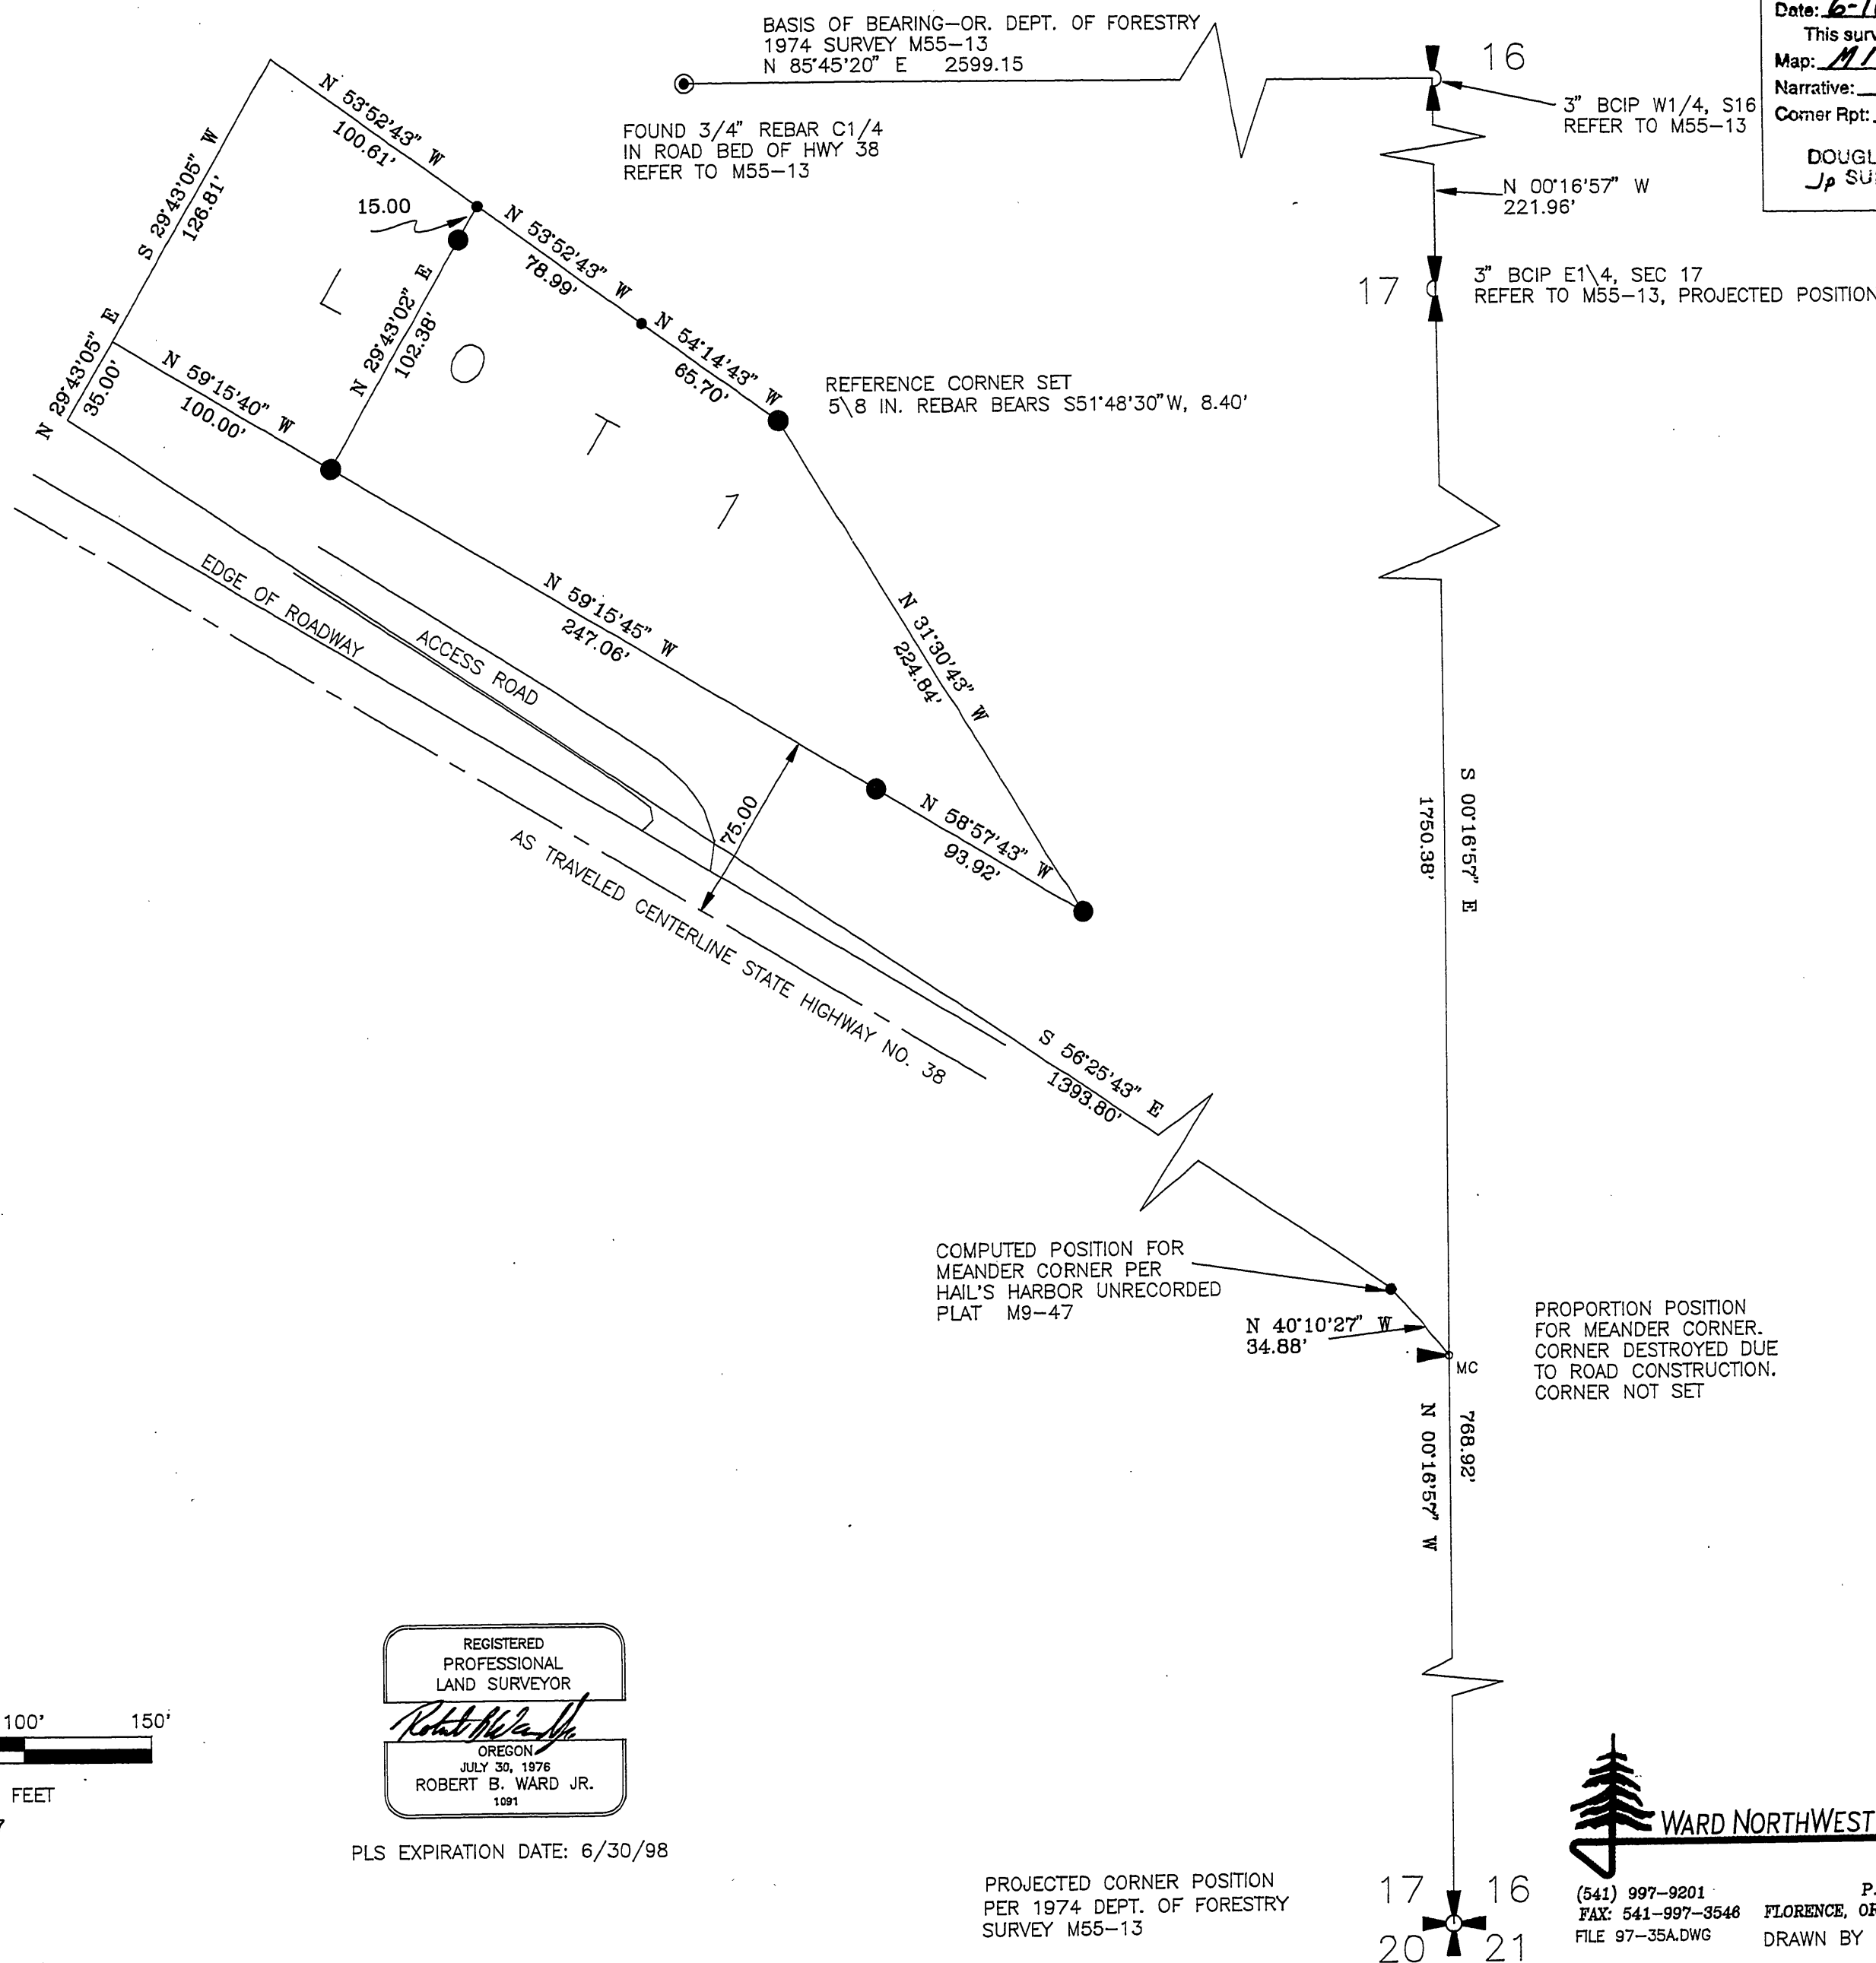 BASIS OF BEARING—OR. DEPT. OF FORESTRY
1974 SURVEY M55—13
N 85°45'20" E 2599.15
Date: 6-1
This surv
Map: M 1
Narrative:
Corner Rpt:
DOUGL
Jp SU
16
3" BCIP W1/4, S16
REFER TO M55—13
FOUND 3/4" REBAR C1/4
IN ROAD BED OF HWY 38
REFER TO M55—13
N 00°16'57" W
221.96'
17
3" BCIP E1\4, SEC 17
REFER TO M55—13, PROJECTED POSITION
N 53°52'43" W
100.61'
S 29°43'05" W
126.81'
15.00
N 53°52'43" W
78.99'
N 29°43'02" E
102.38'
N 54°14'43" W
65.70'
LOT 1
N 29°43'05" E
35.00'
N 59°15'40" W
100.00'
REFERENCE CORNER SET
5\8 IN. REBAR BEARS S51°48'30"W, 8.40'
EDGE OF ROADWAY
ACCESS ROAD
N 59°15'45" W
247.06'
N 31°30'43" W
224.84'
75.00
N 58°57'43" W
93.92'
AS TRAVELED CENTERLINE STATE HIGHWAY NO. 38
S 00°16'57" E
1750.38'
S 56°25'43" E
1393.80'
COMPUTED POSITION FOR
MEANDER CORNER PER
HAIL'S HARBOR UNRECORDED
PLAT M9—47
N 40°10'27" W
34.88'
MC
PROPORTION POSITION
FOR MEANDER CORNER.
CORNER DESTROYED DUE
TO ROAD CONSTRUCTION.
CORNER NOT SET
768.92'
N 00°16'57" W
100' 150'
FEET
7
REGISTERED
PROFESSIONAL
LAND SURVEYOR
OREGON
JULY 30, 1976
ROBERT B. WARD JR.
1091
PLS EXPIRATION DATE: 6/30/98
PROJECTED CORNER POSITION
PER 1974 DEPT. OF FORESTRY
SURVEY M55—13
17 16
20 21
WARD NORTHWEST
(541) 997—9201 P.
FAX: 541—997—3546 FLORENCE, OR
FILE 97—35A.DWG DRAWN BY